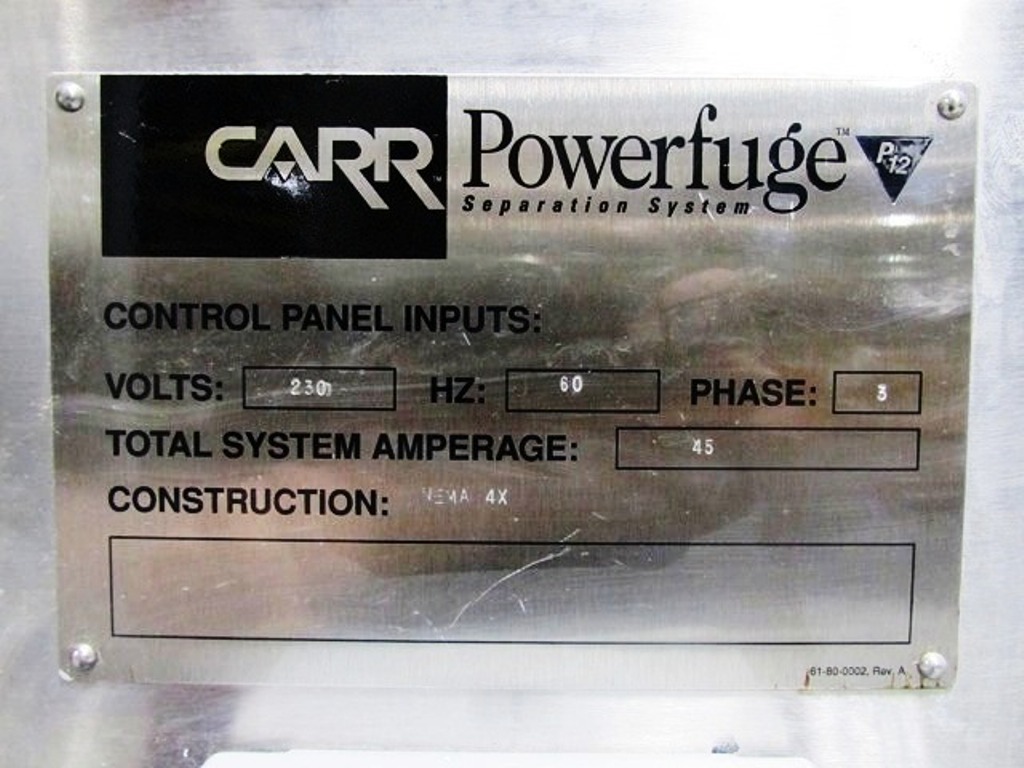 CARR Powerfuge™ P-12
Separation System
CONTROL PANEL INPUTS:
VOLTS: 230 HZ: 60 PHASE: 3
TOTAL SYSTEM AMPERAGE: 45
CONSTRUCTION: NEMA 4X
61-80-0002, Rev. A